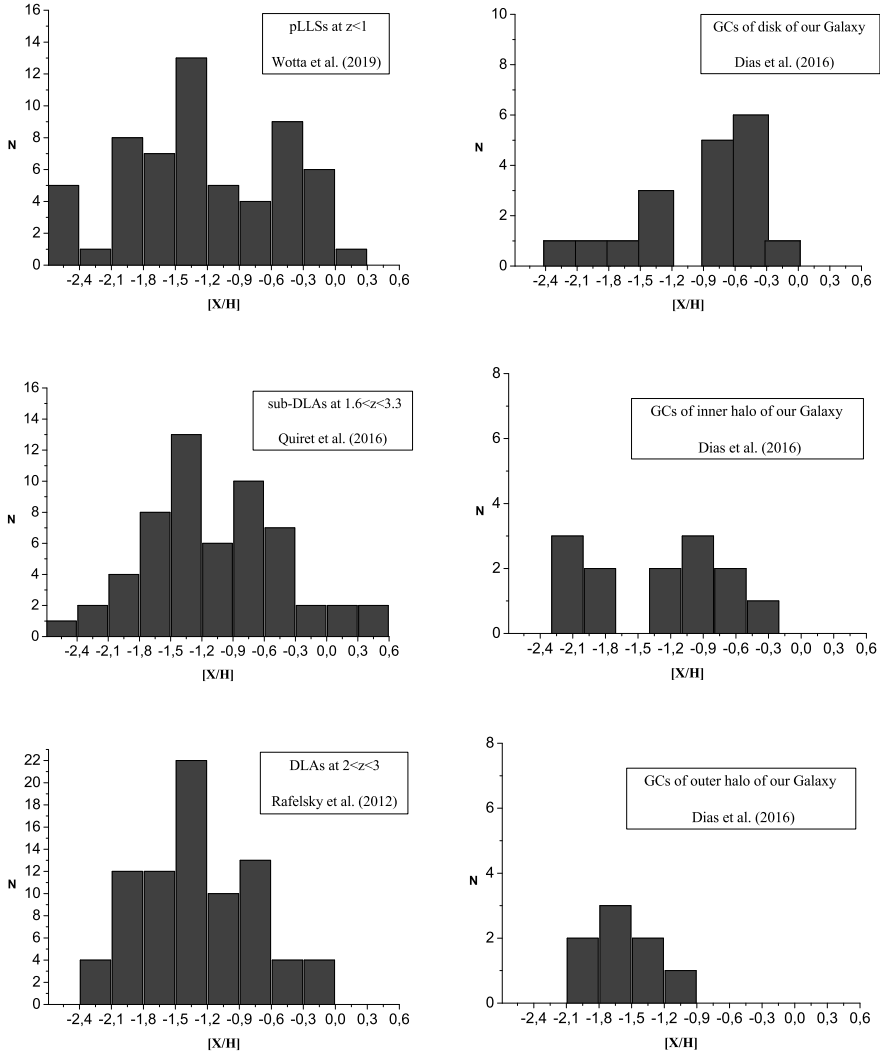 16
14
12
10
8
6
4
2
0
N
pLLSs at z<1
Wotta et al. (2019)
-2,4 -2,1 -1,8 -1,5 -1,2 -0,9 -0,6 -0,3 0,0 0,3 0,6
[X/H]
10
8
6
4
2
0
N
GCs of disk of our Galaxy
Dias et al. (2016)
-2,4 -2,1 -1,8 -1,5 -1,2 -0,9 -0,6 -0,3 0,0 0,3 0,6
[X/H]
16
14
12
10
8
6
4
2
0
N
sub-DLAs at 1.6<z<3.3
Quiret et al. (2016)
-2,4 -2,1 -1,8 -1,5 -1,2 -0,9 -0,6 -0,3 0,0 0,3 0,6
[X/H]
8
6
4
2
0
N
GCs of inner halo of our Galaxy
Dias et al. (2016)
-2,4 -2,1 -1,8 -1,5 -1,2 -0,9 -0,6 -0,3 0,0 0,3 0,6
[X/H]
22
20
18
16
14
12
10
8
6
4
2
0
N
DLAs at 2<z<3
Rafelsky et al. (2012)
-2,4 -2,1 -1,8 -1,5 -1,2 -0,9 -0,6 -0,3 0,0 0,3 0,6
[X/H]
8
6
4
2
0
N
GCs of outer halo of our Galaxy
Dias et al. (2016)
-2,4 -2,1 -1,8 -1,5 -1,2 -0,9 -0,6 -0,3 0,0 0,3 0,6
[X/H]